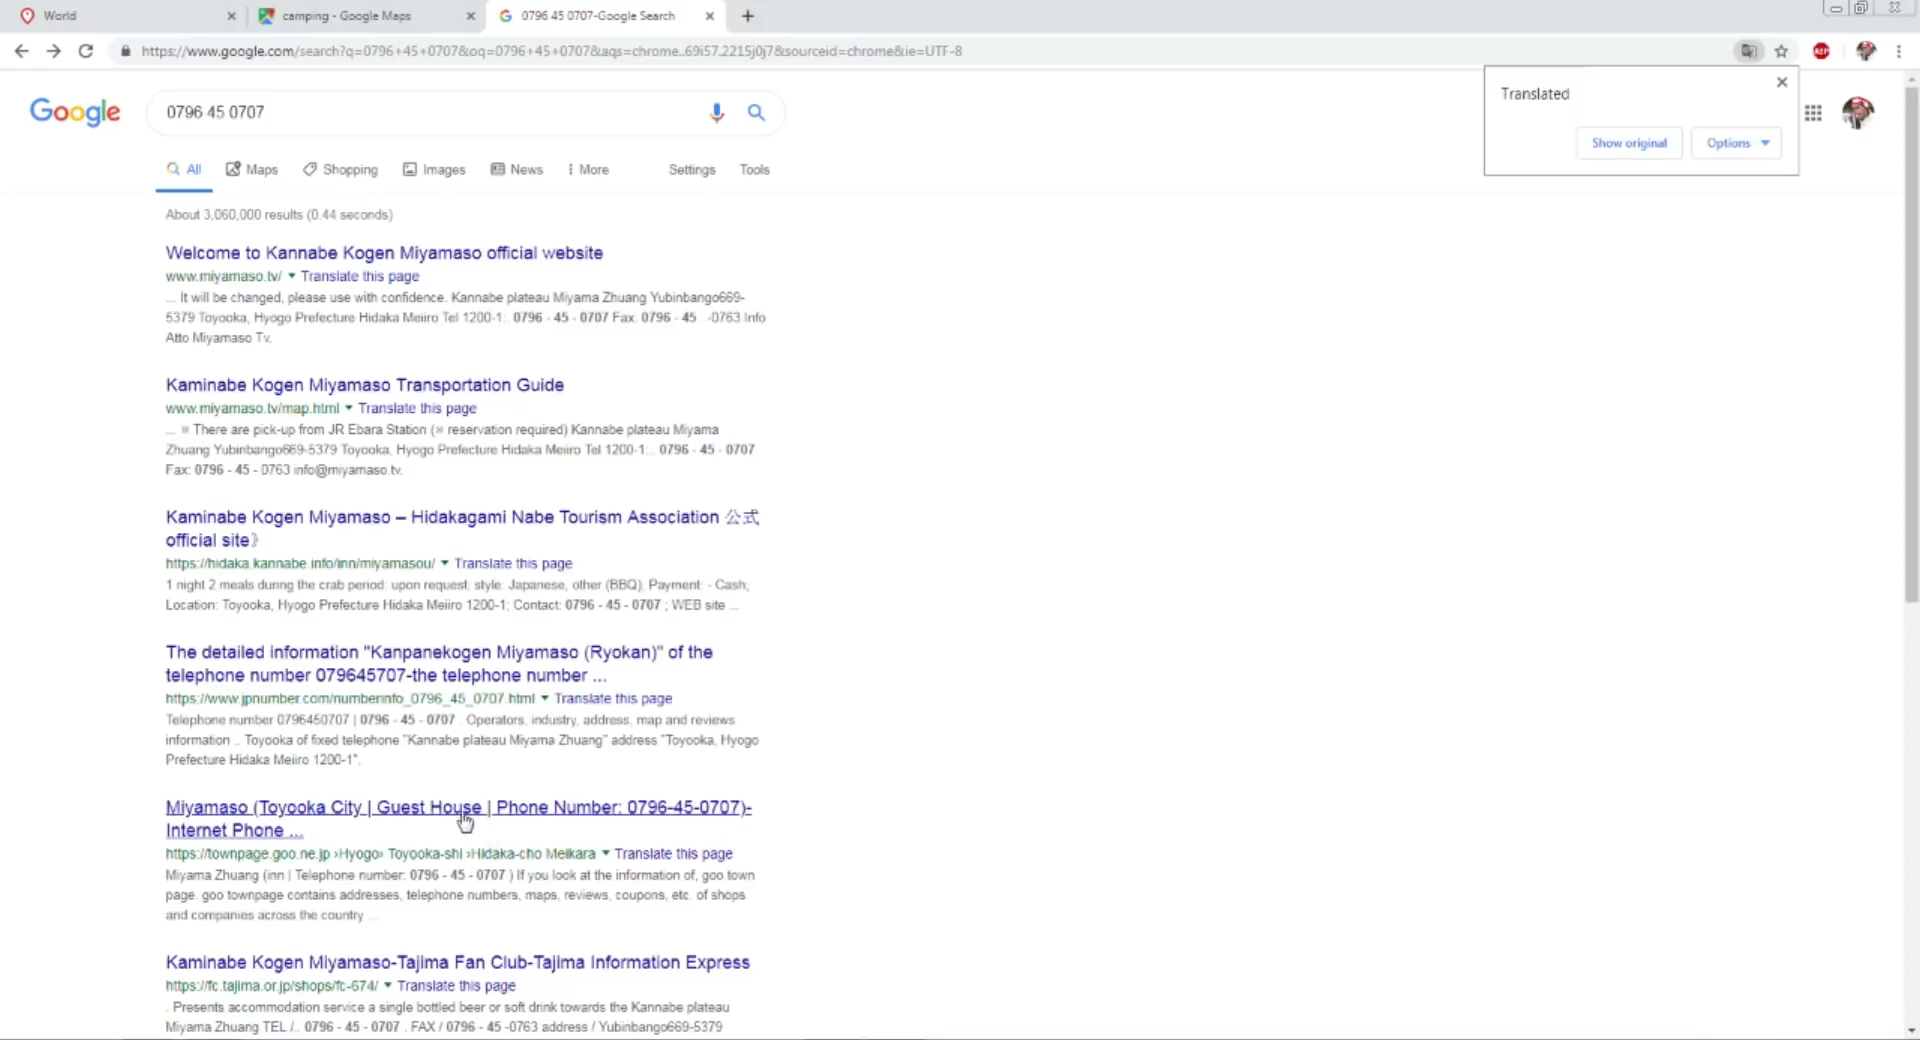 World
camping - Google Maps
0796 45 0707-Google Search
https://www.google.com/search?q=0796+45+0707&oq=0796+45+0707&aqs=chrome..69i57.2215j0j7&sourceid=chrome&ie=UTF-8
ABP
Translated
Show original
Options
Google
0796 45 0707
All
Maps
Shopping
Images
News
More
Settings
Tools
About 3,060,000 results (0.44 seconds)
Welcome to Kannabe Kogen Miyamaso official website
www.miyamaso.tv/ Translate this page
... It will be changed, please use with confidence. Kannabe plateau Miyama Zhuang Yubinbango669-
5379 Toyooka, Hyogo Prefecture Hidaka Meiiro Tel 1200-1:. 0796 - 45 - 0707 Fax: 0796 - 45 . -0763 Info
Atto Miyamaso Tv.
Kaminabe Kogen Miyamaso Transportation Guide
www.miyamaso.tv/map.html Translate this page
... ※ There are pick-up from JR Ebara Station (※ reservation required) Kannabe plateau Miyama
Zhuang Yubinbango669-5379 Toyooka, Hyogo Prefecture Hidaka Meiiro Tel 1200-1:.. 0796 - 45 - 0707
Fax: 0796 - 45 - 0763 info@miyamaso.tv.
Kaminabe Kogen Miyamaso – Hidakagami Nabe Tourism Association 公式
official site》
https://hidaka.kannabe.info/inn/miyamasou/ Translate this page
1 night 2 meals during the crab period: upon request; style: Japanese, other (BBQ), Payment: - Cash;
Location: Toyooka, Hyogo Prefecture Hidaka Meiiro 1200-1; Contact: 0796 - 45 - 0707 ; WEB site ...
The detailed information "Kanpanekogen Miyamaso (Ryokan)" of the
telephone number 079645707-the telephone number ...
https://www.jpnumber.com/numberinfo_0796_45_0707.html Translate this page
Telephone number 0796450707 | 0796 - 45 - 0707 . Operators, industry, address, map and reviews
information .. Toyooka of fixed telephone "Kannabe plateau Miyama Zhuang" address "Toyooka, Hyogo
Prefecture Hidaka Meiiro 1200-1".
Miyamaso (Toyooka City | Guest House | Phone Number: 0796-45-0707)-
Internet Phone ...
https://townpage.goo.ne.jp ›Hyogo› Toyooka-shi ›Hidaka-cho Meikara Translate this page
Miyama Zhuang (inn | Telephone number: 0796 - 45 - 0707 ) If you look at the information of, goo town
page. goo townpage contains addresses, telephone numbers, maps, reviews, coupons, etc. of shops
and companies across the country ...
Kaminabe Kogen Miyamaso-Tajima Fan Club-Tajima Information Express
https://fc.tajima.or.jp/shops/fc-674/ Translate this page
. Presents accommodation service a single bottled beer or soft drink towards the Kannabe plateau
Miyama Zhuang TEL /.. 0796 - 45 - 0707 . FAX / 0796 - 45 -0763 address / Yubinbango669-5379